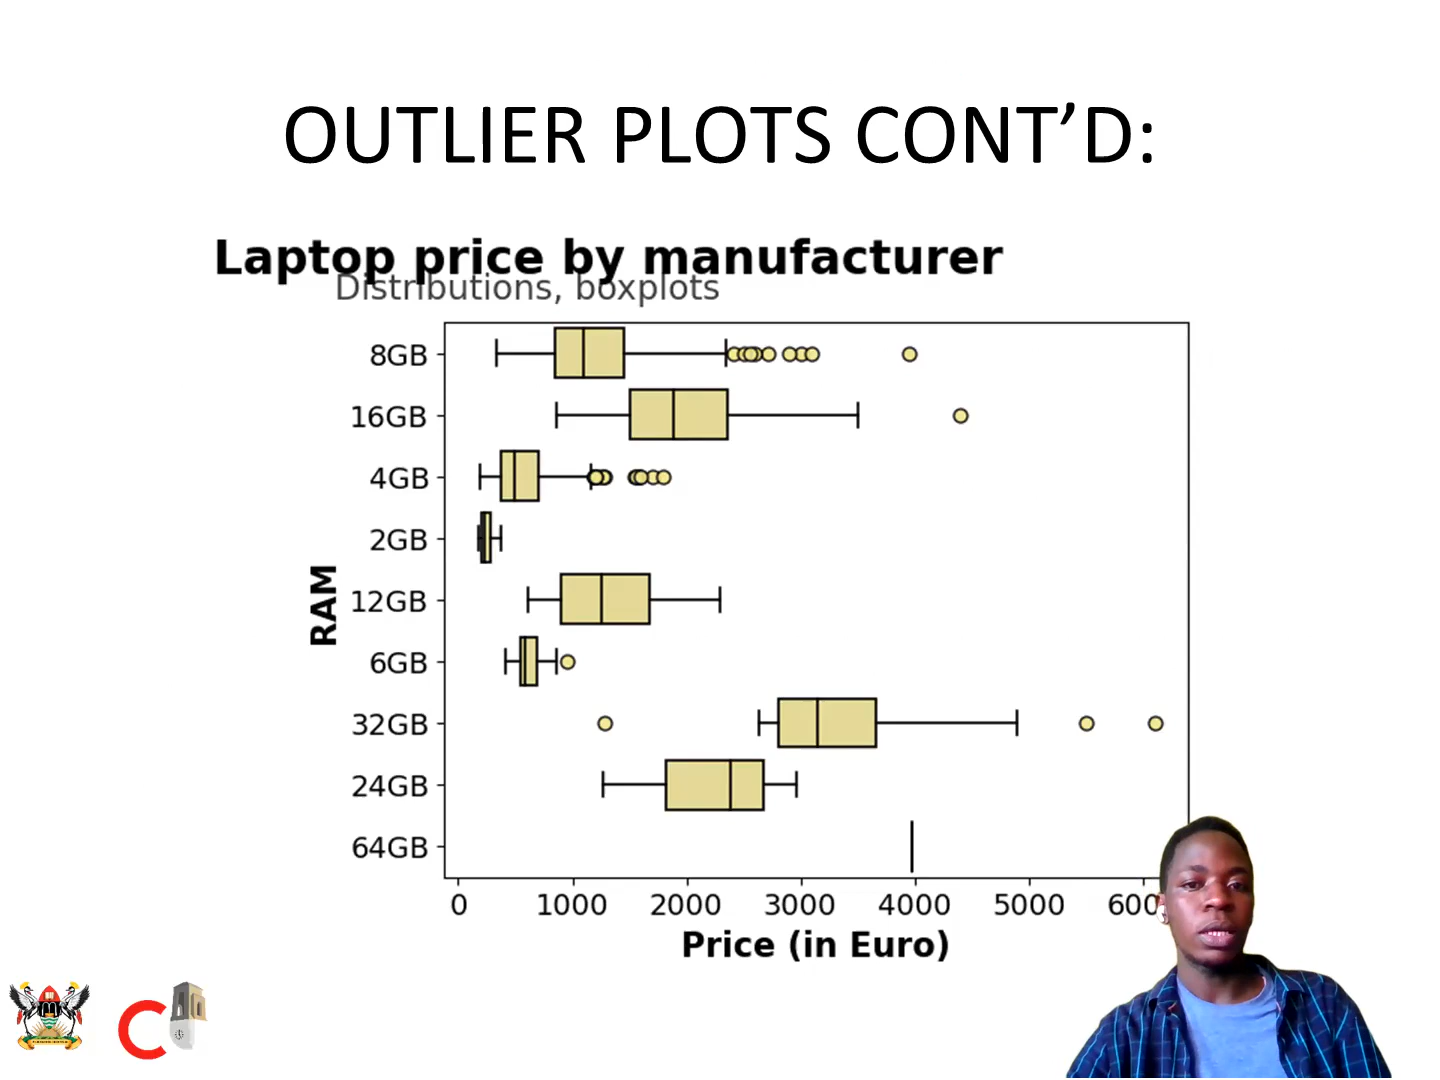 OUTLIER PLOTS CONT’D:
Laptop price by manufacturer
Distributions, boxplots
8GB
16GB
4GB
2GB
12GB
6GB
32GB
24GB
64GB
RAM
0 1000 2000 3000 4000 5000
Price (in Euro)
C